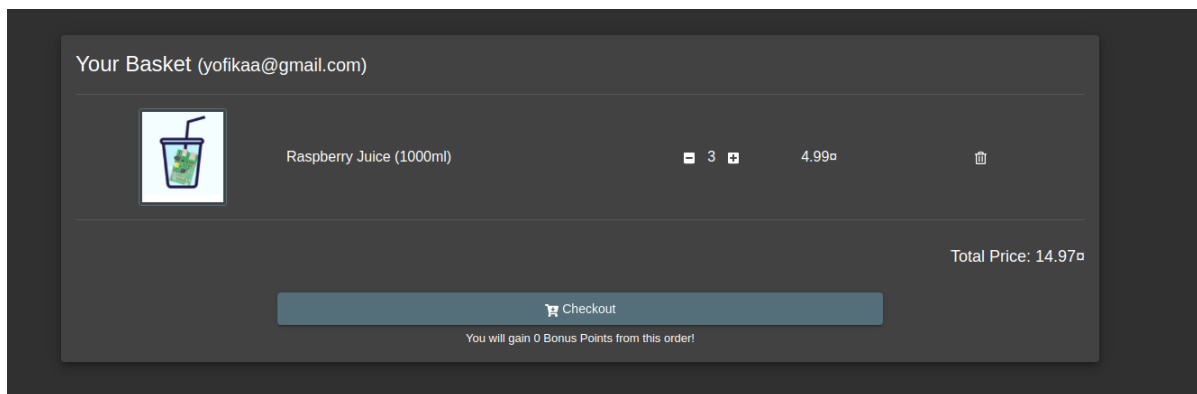 Your Basket (yofikaa@gmail.com)
Raspberry Juice (1000ml) 3 4.99¤
Total Price: 14.97¤
Checkout
You will gain 0 Bonus Points from this order!